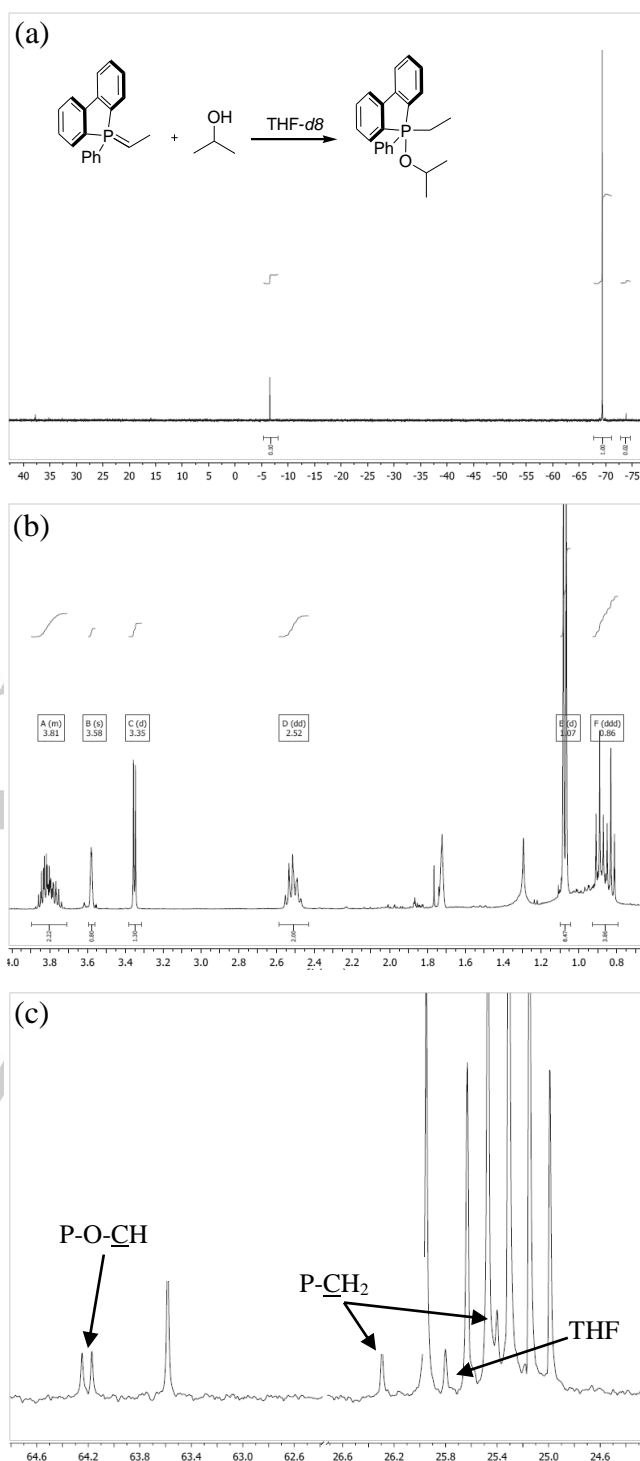 (a)
OH
P
Ph
+
THF-d8
P
Ph
O
0.30
1.00
0.02
40 35 30 25 20 15 10 5 0 -5 -10 -15 -20 -25 -30 -35 -40 -45 -50 -55 -60 -65 -70 -75
(b)
A (m) B (s) C (d) D (dd) E (d) F (ddd)
3.81 3.58 3.35 2.52 1.07 0.86
2.22 0.80 1.30 2.00 8.47 3.86
4.0 3.8 3.6 3.4 3.2 3.0 2.8 2.6 2.4 2.2 2.0 1.8 1.6 1.4 1.2 1.0 0.8
(c)
P-O-CH
P-CH₂
THF
64.6 64.2 63.8 63.4 63.0 26.6 26.2 25.8 25.4 25.0 24.6